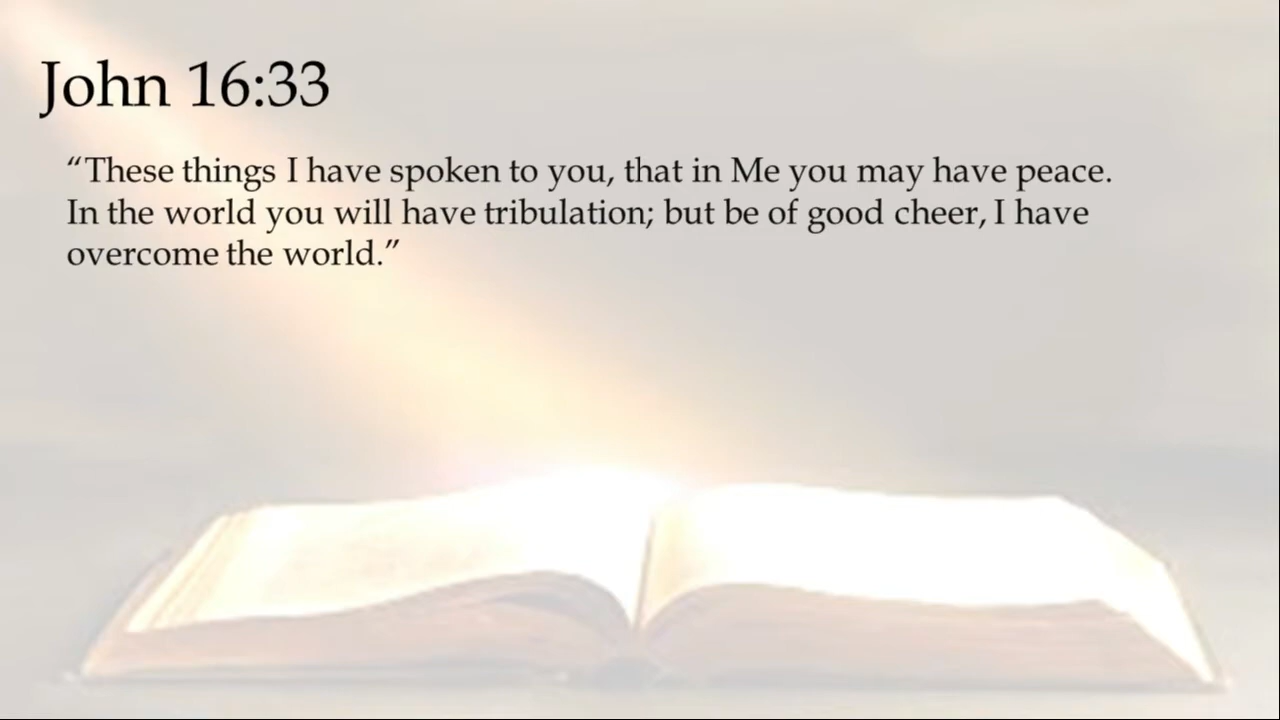 John 16:33
“These things I have spoken to you, that in Me you may have peace.
In the world you will have tribulation; but be of good cheer, I have
overcome the world.”